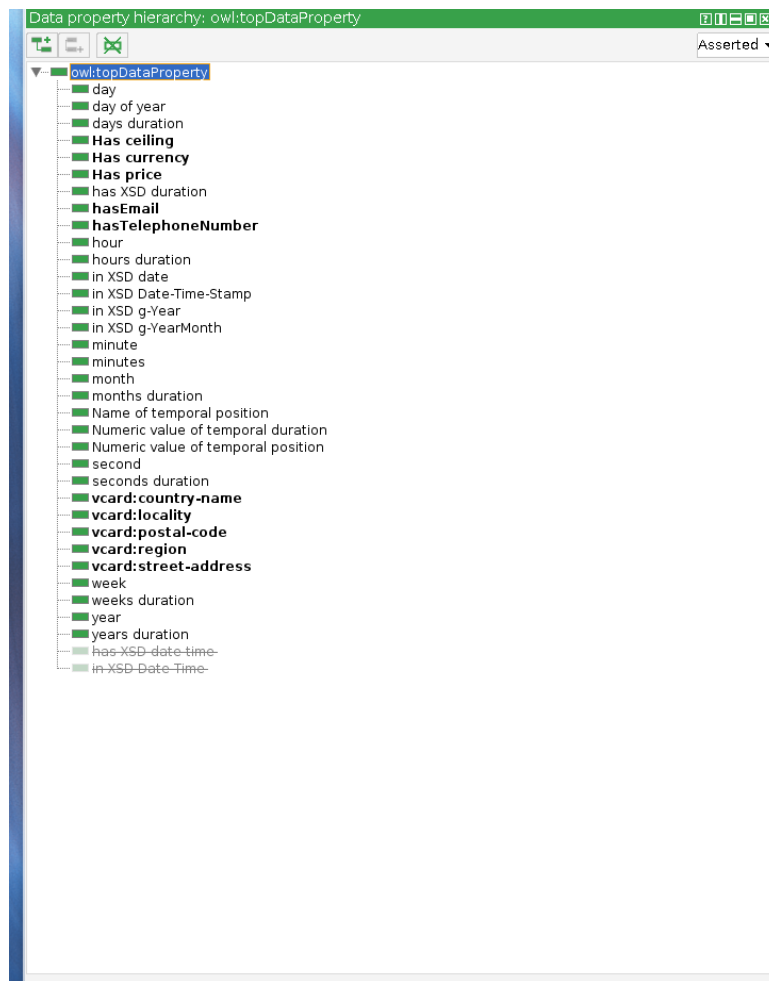 Data property hierarchy: owl:topDataProperty
Asserted
owl:topDataProperty
day
day of year
days duration
Has ceiling
Has currency
Has price
has XSD duration
hasEmail
hasTelephoneNumber
hour
hours duration
in XSD date
in XSD Date-Time-Stamp
in XSD g-Year
in XSD g-YearMonth
minute
minutes
month
months duration
Name of temporal position
Numeric value of temporal duration
Numeric value of temporal position
second
seconds duration
vcard:country-name
vcard:locality
vcard:postal-code
vcard:region
vcard:street-address
week
weeks duration
year
years duration
has XSD date time
in XSD Date Time